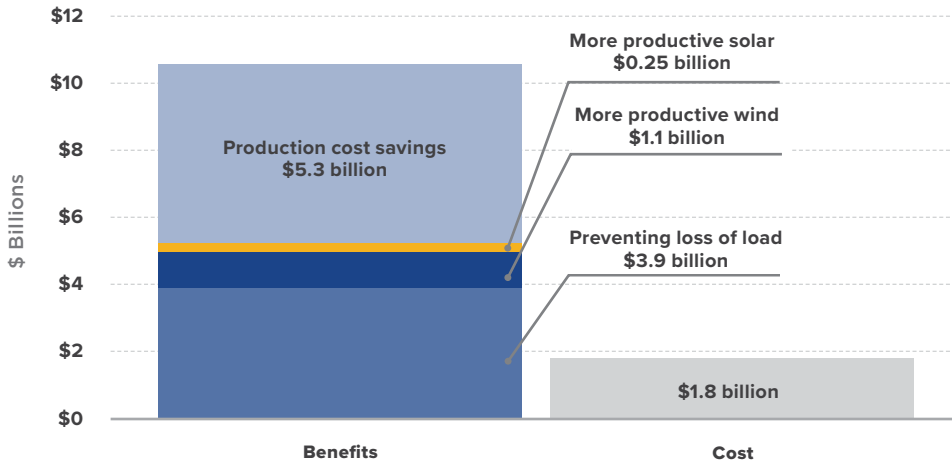 $12
$10
$8
$6
$4
$2
$0
$ Billions
Production cost savings
$5.3 billion
More productive solar
$0.25 billion
More productive wind
$1.1 billion
Preventing loss of load
$3.9 billion
$1.8 billion
Benefits
Cost